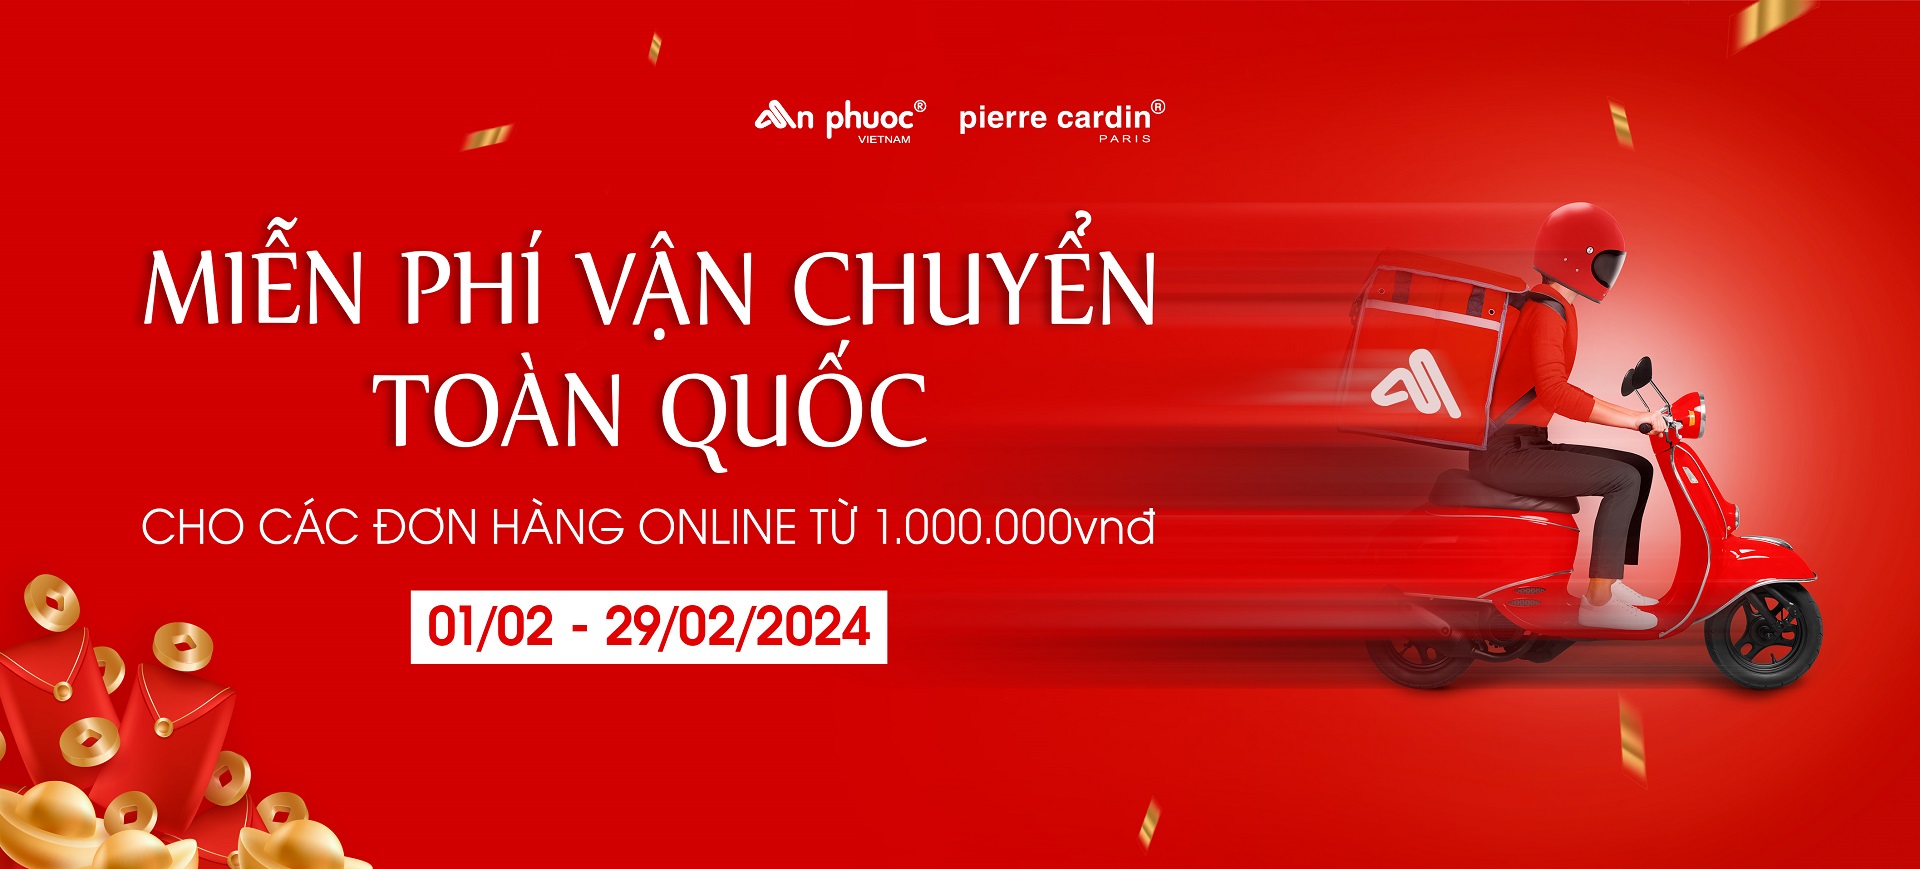 An phuoc® pierre cardin®
VIETNAM PARIS
MIỄN PHÍ VẬN CHUYỂN
TOÀN QUỐC
CHO CÁC ĐƠN HÀNG ONLINE TỪ 1.000.000vnđ
01/02 - 29/02/2024